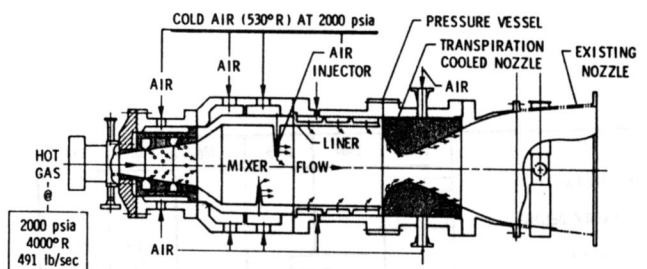 COLD AIR (530°R) AT 2000 psia
PRESSURE VESSEL
TRANSPIRATION
COOLED NOZZLE
EXISTING
NOZZLE
AIR
AIR
INJECTOR
AIR
AIR
LINER
MIXER FLOW
HOT
GAS
@
2000 psia
4000°R
491 lb/sec
AIR
AIR